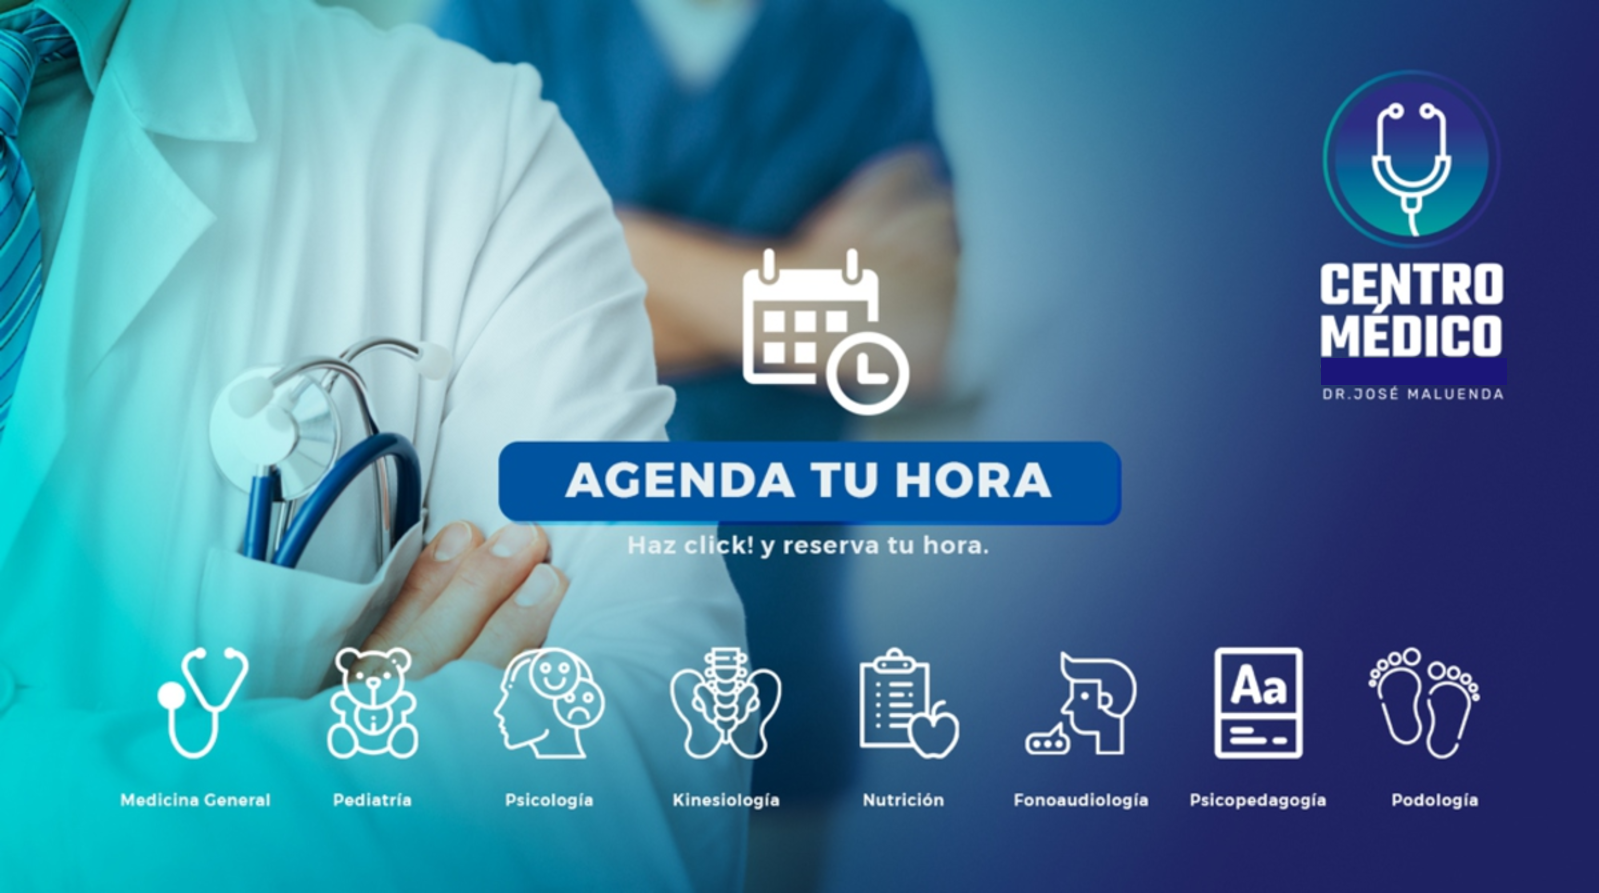 CENTRO
MÉDICO
DR.JOSÉ MALUENDA
AGENDA TU HORA
Haz click! y reserva tu hora.
Aa
Medicina General
Pediatría
Psicología
Kinesiología
Nutrición
Fonoaudiología
Psicopedagogía
Podología